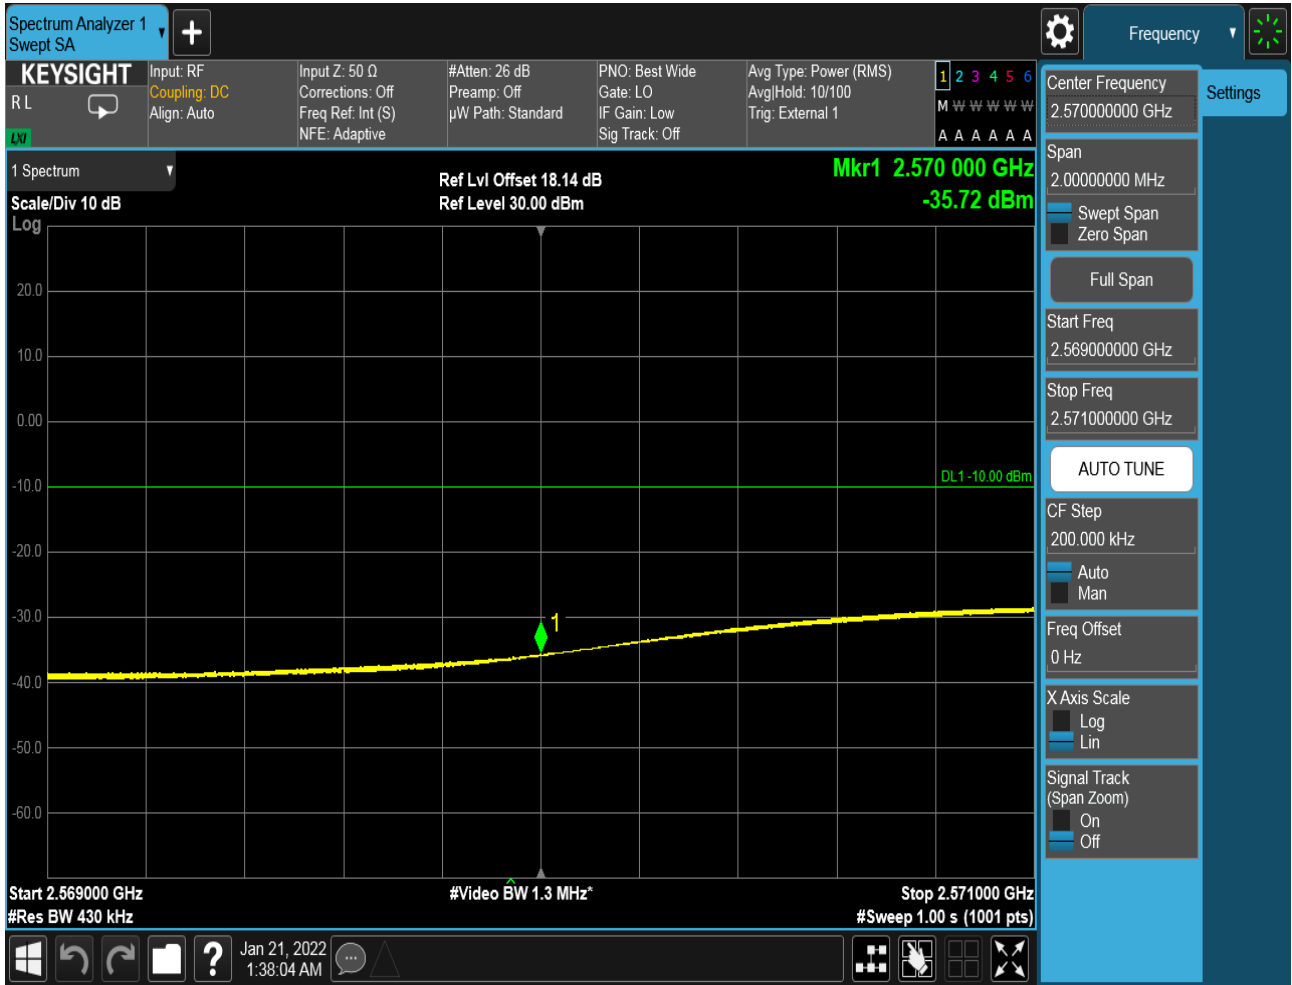 Spectrum Analyzer 1
Swept SA
+
Frequency
KEYSIGHT
R L
LXI
Input: RF
Coupling: DC
Align: Auto
Input Z: 50 Ω
Corrections: Off
Freq Ref: Int (S)
NFE: Adaptive
#Atten: 26 dB
Preamp: Off
µW Path: Standard
PNO: Best Wide
Gate: LO
IF Gain: Low
Sig Track: Off
Avg Type: Power (RMS)
Avg|Hold: 10/100
Trig: External 1
1 2 3 4 5 6
M W W W W W
A A A A A A
1 Spectrum
Scale/Div 10 dB
Log
Ref Lvl Offset 18.14 dB
Ref Level 30.00 dBm
Mkr1 2.570 000 GHz
-35.72 dBm
20.0
10.0
0.00
-10.0
DL1 -10.00 dBm
-20.0
-30.0
1
-40.0
-50.0
-60.0
Start 2.569000 GHz
#Video BW 1.3 MHz*
Stop 2.571000 GHz
#Res BW 430 kHz
#Sweep 1.00 s (1001 pts)
Center Frequency
2.570000000 GHz
Settings
Span
2.00000000 MHz
Swept Span
Zero Span
Full Span
Start Freq
2.569000000 GHz
Stop Freq
2.571000000 GHz
AUTO TUNE
CF Step
200.000 kHz
Auto
Man
Freq Offset
0 Hz
X Axis Scale
Log
Lin
Signal Track
(Span Zoom)
On
Off
?
Jan 21, 2022
1:38:04 AM